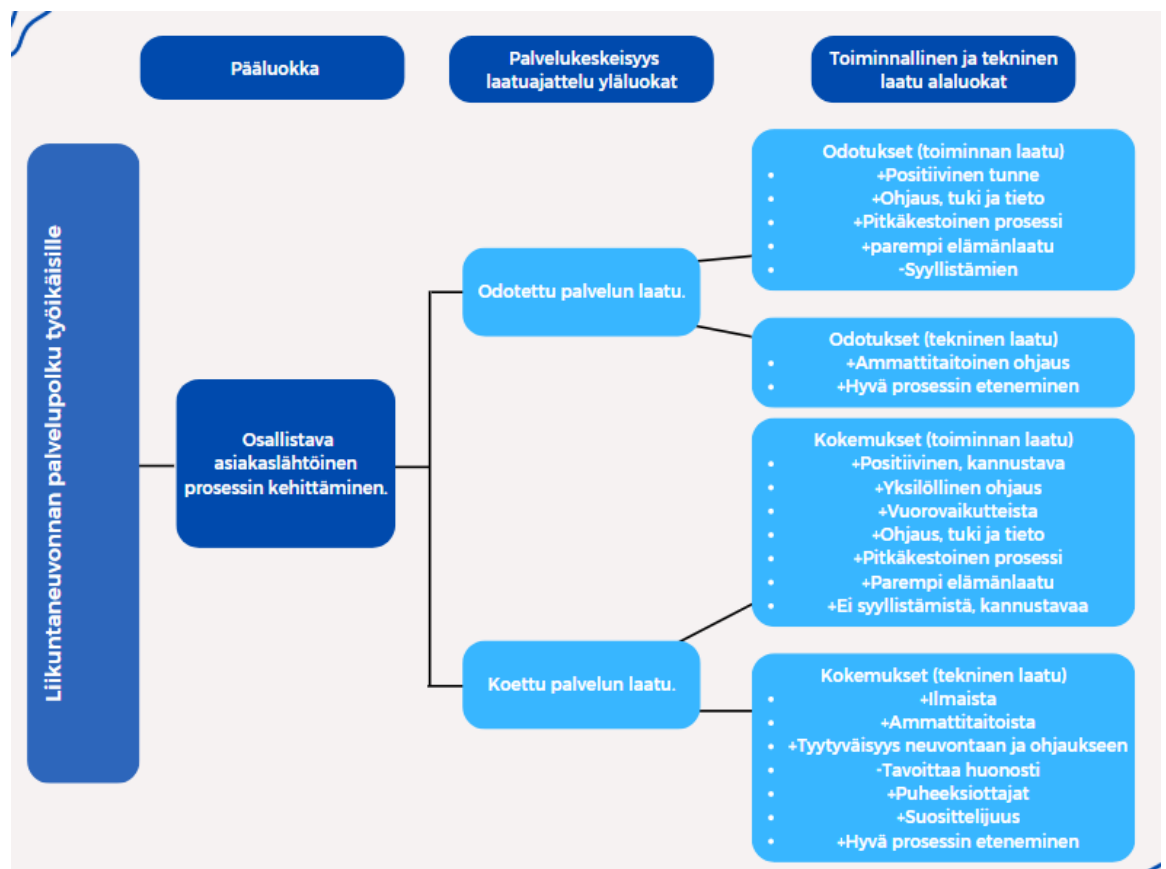 Pääluokka
Palvelukeskeisyys
laatuajattelu yläluokat
Toiminnallinen ja tekninen
laatu alaluokat
Liikuntaneuvonnan palvelupolku työikäisille
Osallistava
asiakaslähtöinen
prosessin kehittäminen.
Odotettu palvelun laatu.
Koettu palvelun laatu.
Odotukset (toiminnan laatu)
• +Positiivinen tunne
• +Ohjaus, tuki ja tieto
• +Pitkäkestoinen prosessi
• +parempi elämänlaatu
• -Syyllistämien
Odotukset (tekninen laatu)
• +Ammattitaitoinen ohjaus
• +Hyvä prosessin eteneminen
Kokemukset (toiminnan laatu)
• +Positiivinen, kannustava
• +Yksilöllinen ohjaus
• +Vuorovaikutteista
• +Ohjaus, tuki ja tieto
• +Pitkäkestoinen prosessi
• +Parempi elämänlaatu
• +Ei syyllistämistä, kannustavaa
Kokemukset (tekninen laatu)
• +Ilmaista
• +Ammattitaitoista
• +Tyytyväisyys neuvontaan ja ohjaukseen
• -Tavoittaa huonosti
• +Puheeksiottajat
• +Suosittelijuus
• +Hyvä prosessin eteneminen